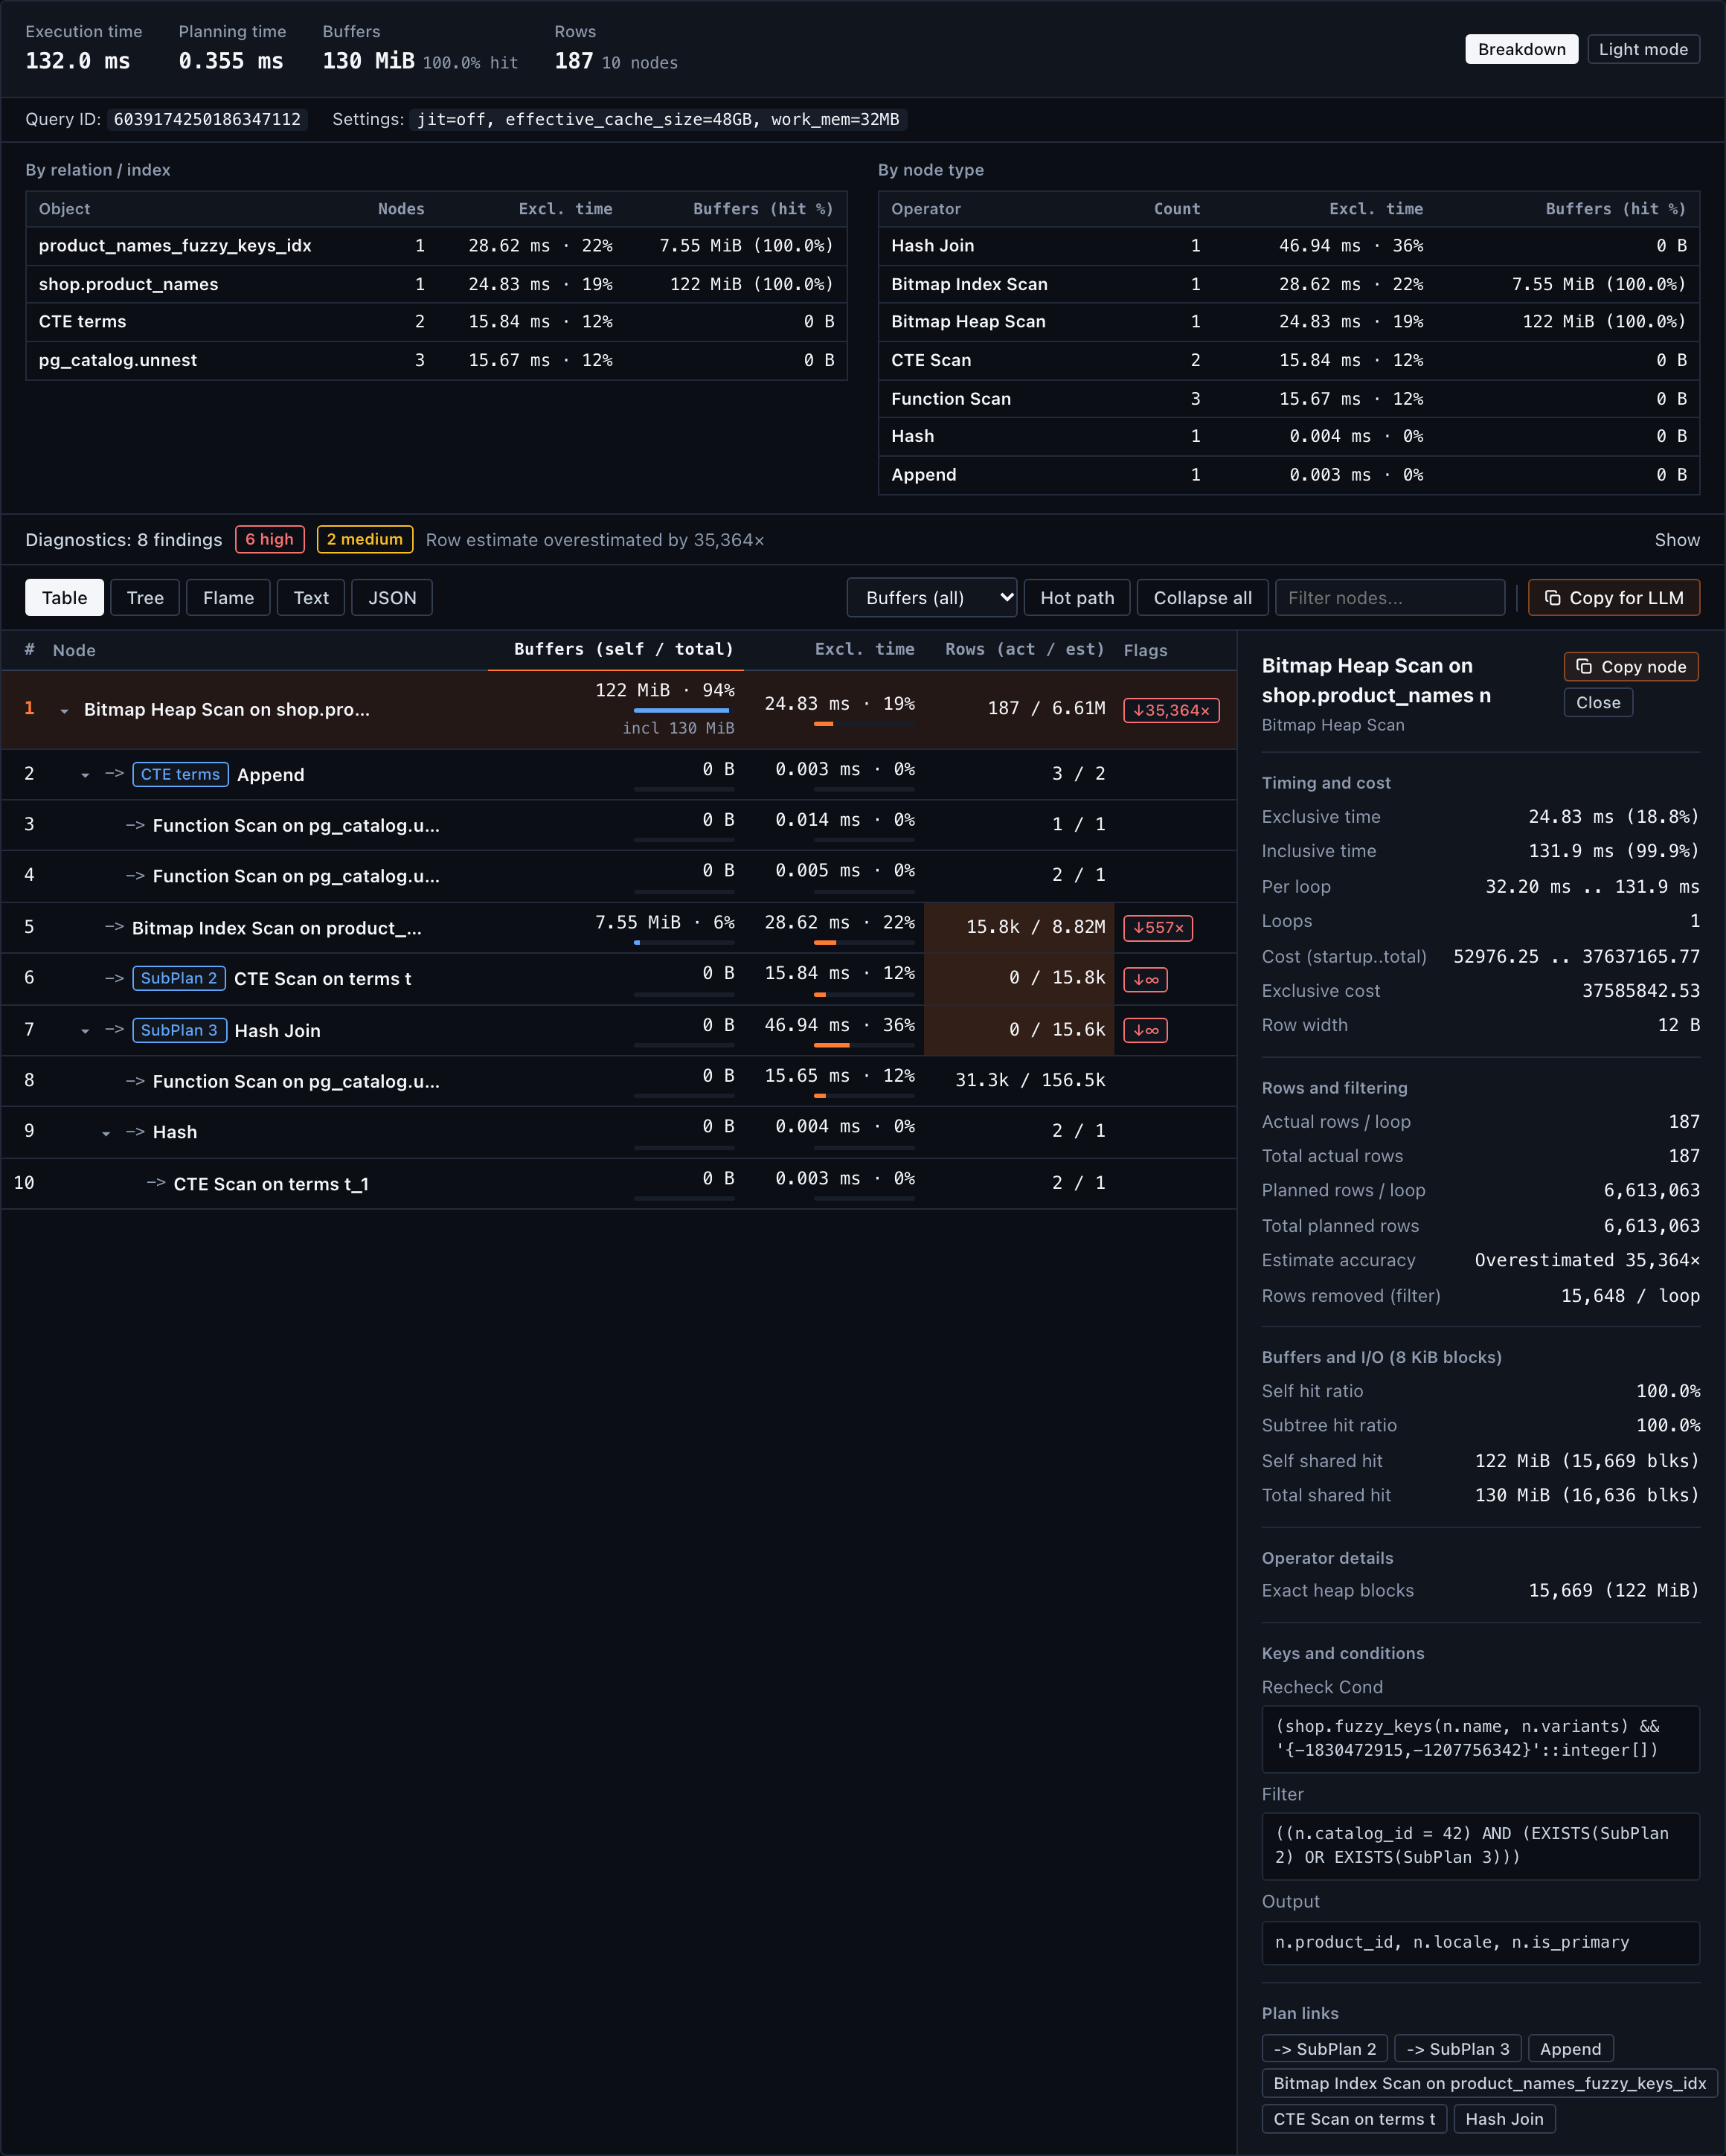 Execution time
132.0 ms
Planning time
0.355 ms
Buffers
130 MiB 100.0% hit
Rows
187 10 nodes
Breakdown
Light mode
Query ID: 6039174250186347112 Settings: jit=off, effective_cache_size=48GB, work_mem=32MB
By relation / index
Object Nodes Excl. time Buffers (hit %)
product_names_fuzzy_keys_idx 1 28.62 ms · 22% 7.55 MiB (100.0%)
shop.product_names 1 24.83 ms · 19% 122 MiB (100.0%)
CTE terms 2 15.84 ms · 12% 0 B
pg_catalog.unnest 3 15.67 ms · 12% 0 B
By node type
Operator Count Excl. time Buffers (hit %)
Hash Join 1 46.94 ms · 36% 0 B
Bitmap Index Scan 1 28.62 ms · 22% 7.55 MiB (100.0%)
Bitmap Heap Scan 1 24.83 ms · 19% 122 MiB (100.0%)
CTE Scan 2 15.84 ms · 12% 0 B
Function Scan 3 15.67 ms · 12% 0 B
Hash 1 0.004 ms · 0% 0 B
Append 1 0.003 ms · 0% 0 B
Diagnostics: 8 findings 6 high 2 medium Row estimate overestimated by 35,364× Show
Table Tree Flame Text JSON Buffers (all) Hot path Collapse all Filter nodes... Copy for LLM
# Node Buffers (self / total) Excl. time Rows (act / est) Flags
1 Bitmap Heap Scan on shop.pro... 122 MiB · 94% 24.83 ms · 19% 187 / 6.61M ↓35,364×
incl 130 MiB
2 -> CTE terms Append 0 B 0.003 ms · 0% 3 / 2
3 -> Function Scan on pg_catalog.u... 0 B 0.014 ms · 0% 1 / 1
4 -> Function Scan on pg_catalog.u... 0 B 0.005 ms · 0% 2 / 1
5 -> Bitmap Index Scan on product_... 7.55 MiB · 6% 28.62 ms · 22% 15.8k / 8.82M ↓557×
6 -> SubPlan 2 CTE Scan on terms t 0 B 15.84 ms · 12% 0 / 15.8k ↓∞
7 -> SubPlan 3 Hash Join 0 B 46.94 ms · 36% 0 / 15.6k ↓∞
8 -> Function Scan on pg_catalog.u... 0 B 15.65 ms · 12% 31.3k / 156.5k
9 -> Hash 0 B 0.004 ms · 0% 2 / 1
10 -> CTE Scan on terms t_1 0 B 0.003 ms · 0% 2 / 1
Bitmap Heap Scan on
shop.product_names n
Bitmap Heap Scan
Copy node
Close
Timing and cost
Exclusive time 24.83 ms (18.8%)
Inclusive time 131.9 ms (99.9%)
Per loop 32.20 ms .. 131.9 ms
Loops 1
Cost (startup..total) 52976.25 .. 37637165.77
Exclusive cost 37585842.53
Row width 12 B
Rows and filtering
Actual rows / loop 187
Total actual rows 187
Planned rows / loop 6,613,063
Total planned rows 6,613,063
Estimate accuracy Overestimated 35,364×
Rows removed (filter) 15,648 / loop
Buffers and I/O (8 KiB blocks)
Self hit ratio 100.0%
Subtree hit ratio 100.0%
Self shared hit 122 MiB (15,669 blks)
Total shared hit 130 MiB (16,636 blks)
Operator details
Exact heap blocks 15,669 (122 MiB)
Keys and conditions
Recheck Cond
(shop.fuzzy_keys(n.name, n.variants) &&
'{-1830472915,-1207756342}'::integer[])
Filter
((n.catalog_id = 42) AND (EXISTS(SubPlan
2) OR EXISTS(SubPlan 3)))
Output
n.product_id, n.locale, n.is_primary
Plan links
-> SubPlan 2 -> SubPlan 3 Append
Bitmap Index Scan on product_names_fuzzy_keys_idx
CTE Scan on terms t Hash Join